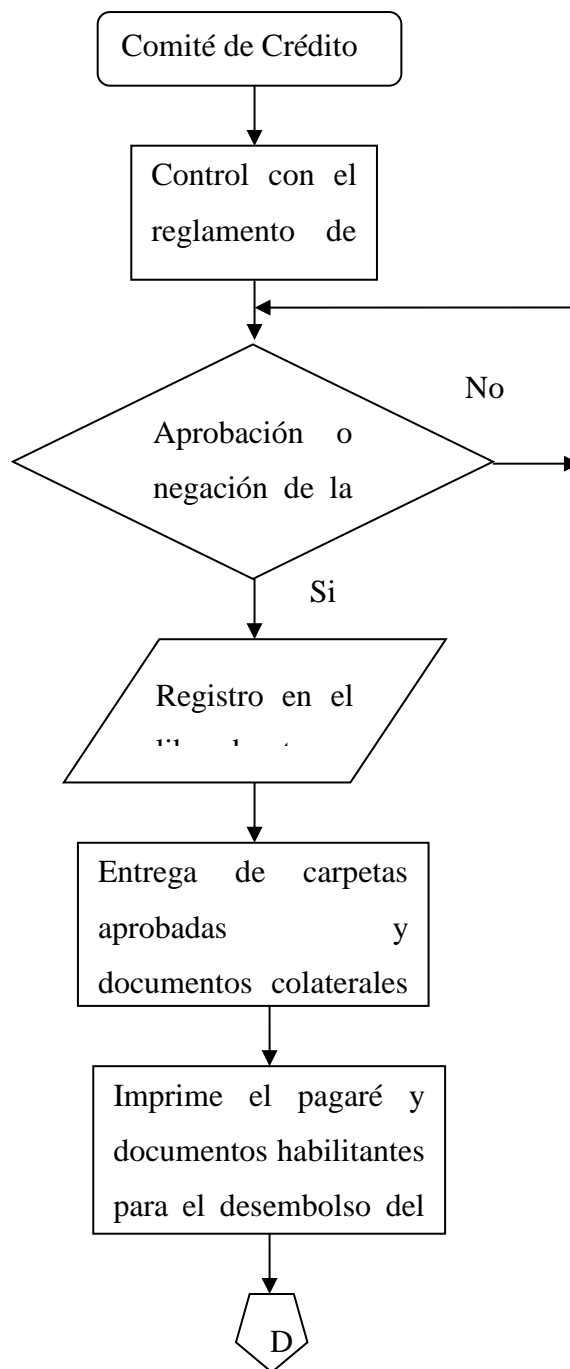 Comité de Crédito
Control con el
reglamento de
No
Aprobación o
negación de la
Si
Registro en el
Entrega de carpetas
aprobadas y
documentos colaterales
Imprime el pagaré y
documentos habilitantes
para el desembolso del
D